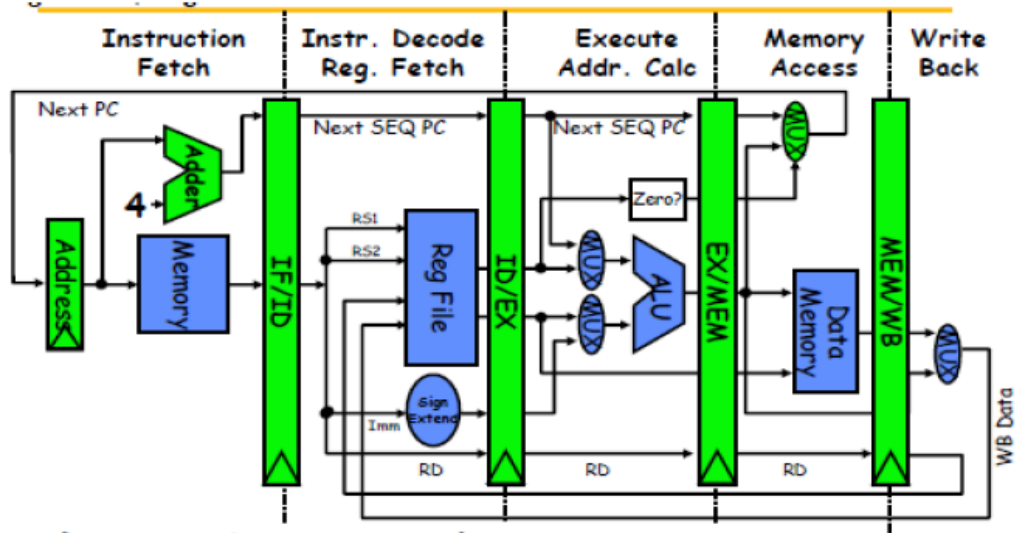 Instruction Fetch
Instr. Decode Reg. Fetch
Execute Addr. Calc
Memory Access
Write Back
Next PC
Next SEQ PC
Next SEQ PC
MUX
Adder
4
Zero?
RS1
RS2
Address
Memory
IF/ID
Reg File
ID/EX
MUX
MUX
ALU
EX/MEM
Data Memory
MEM/WB
MUX
Sign Extend
Imm
WB Data
RD
RD
RD